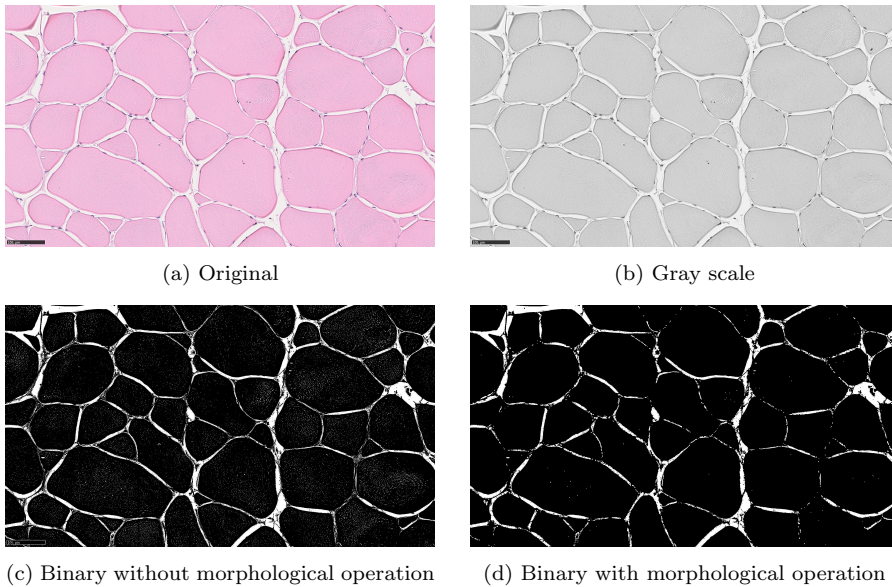 (a) Original
(b) Gray scale
(c) Binary without morphological operation
(d) Binary with morphological operation